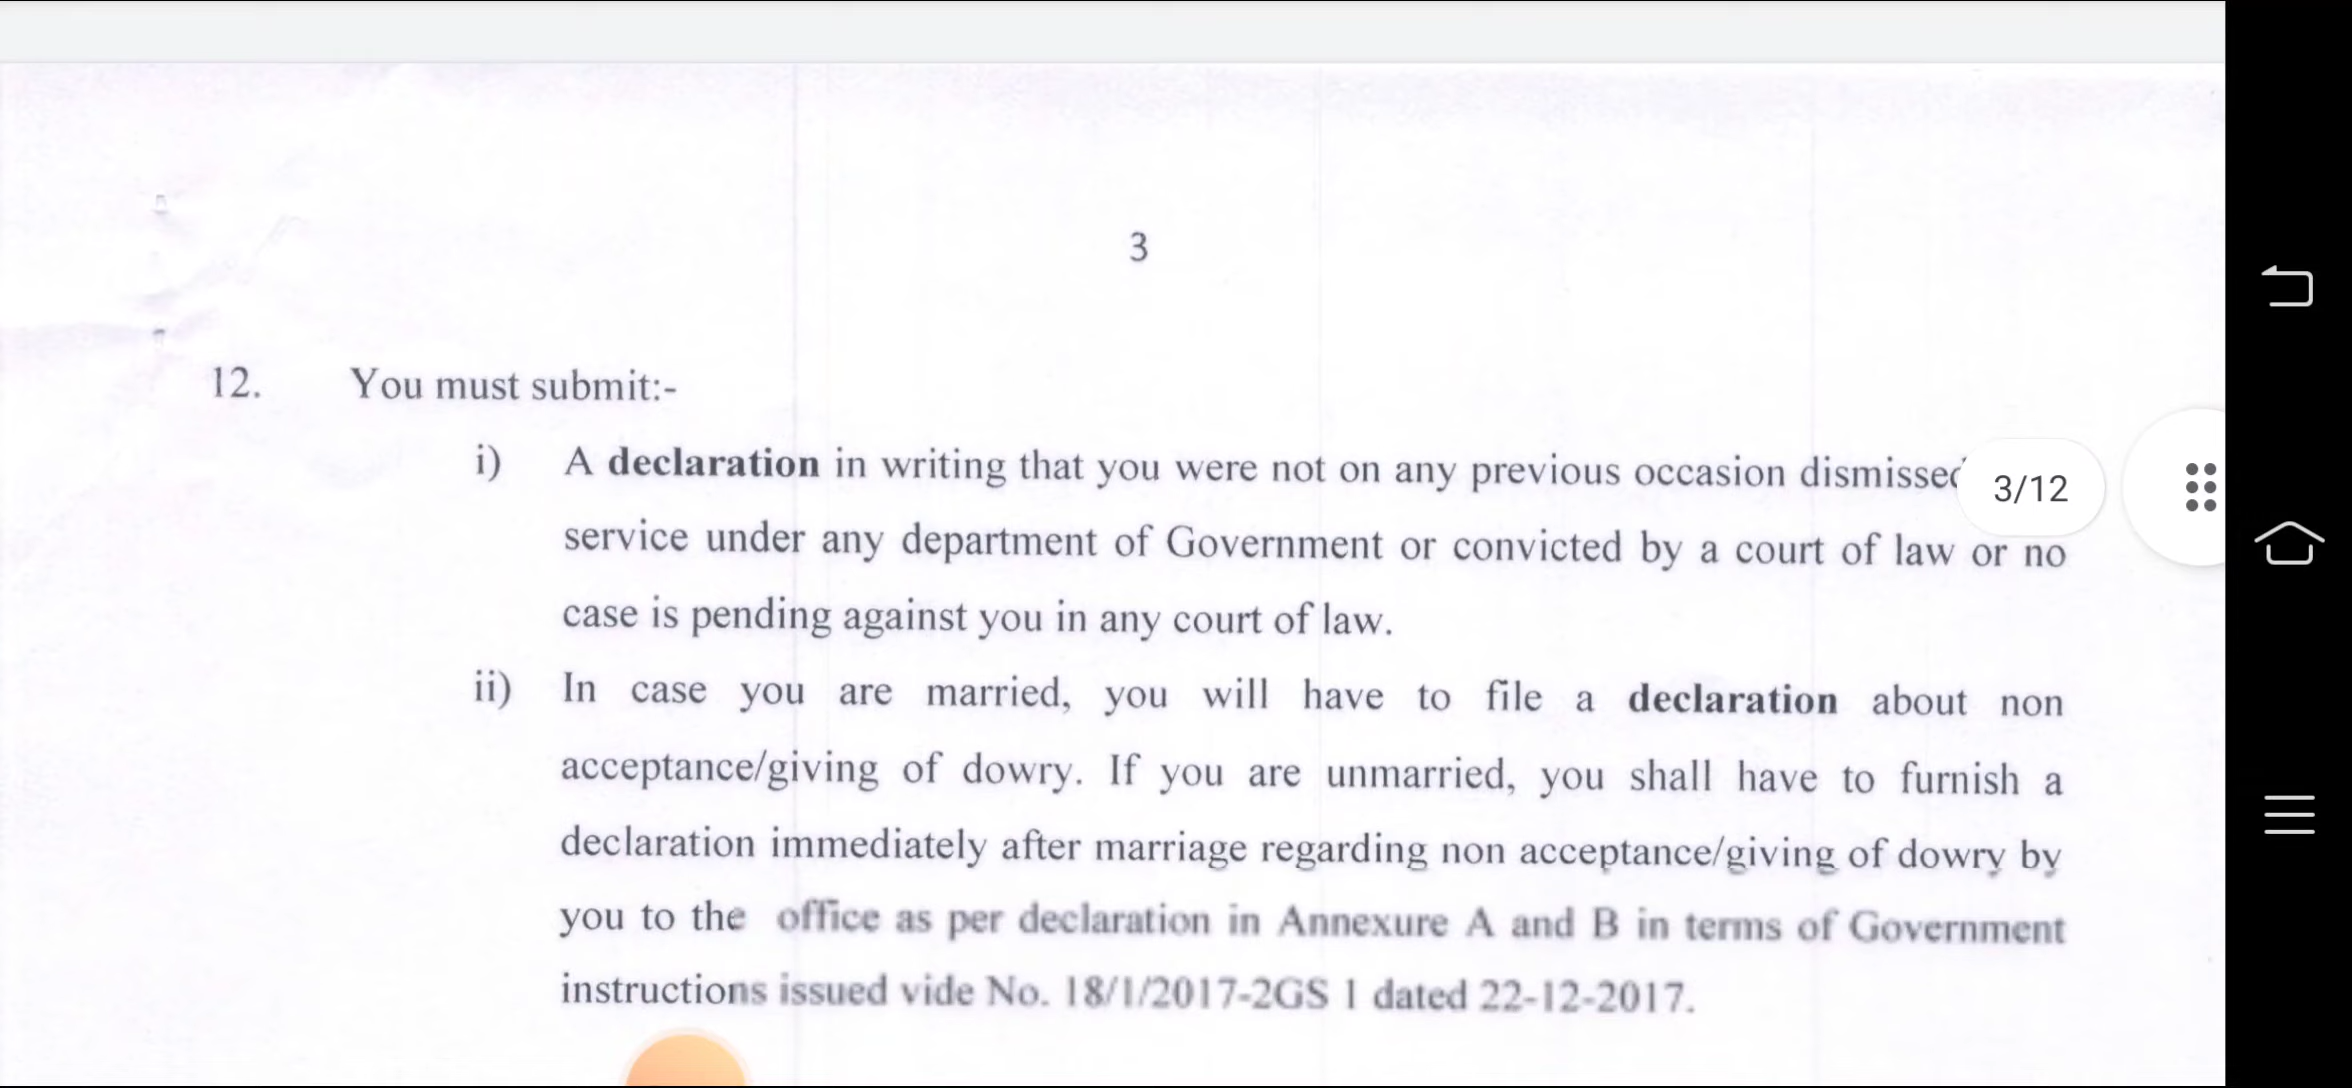 3
12. You must submit:-
i) A declaration in writing that you were not on any previous occasion dismissed
3/12
service under any department of Government or convicted by a court of law or no
case is pending against you in any court of law.
ii) In case you are married, you will have to file a declaration about non
acceptance/giving of dowry. If you are unmarried, you shall have to furnish a
declaration immediately after marriage regarding non acceptance/giving of dowry by
you to the office as per declaration in Annexure A and B in terms of Government
instructions issued vide No. 18/1/2017-2GS 1 dated 22-12-2017.